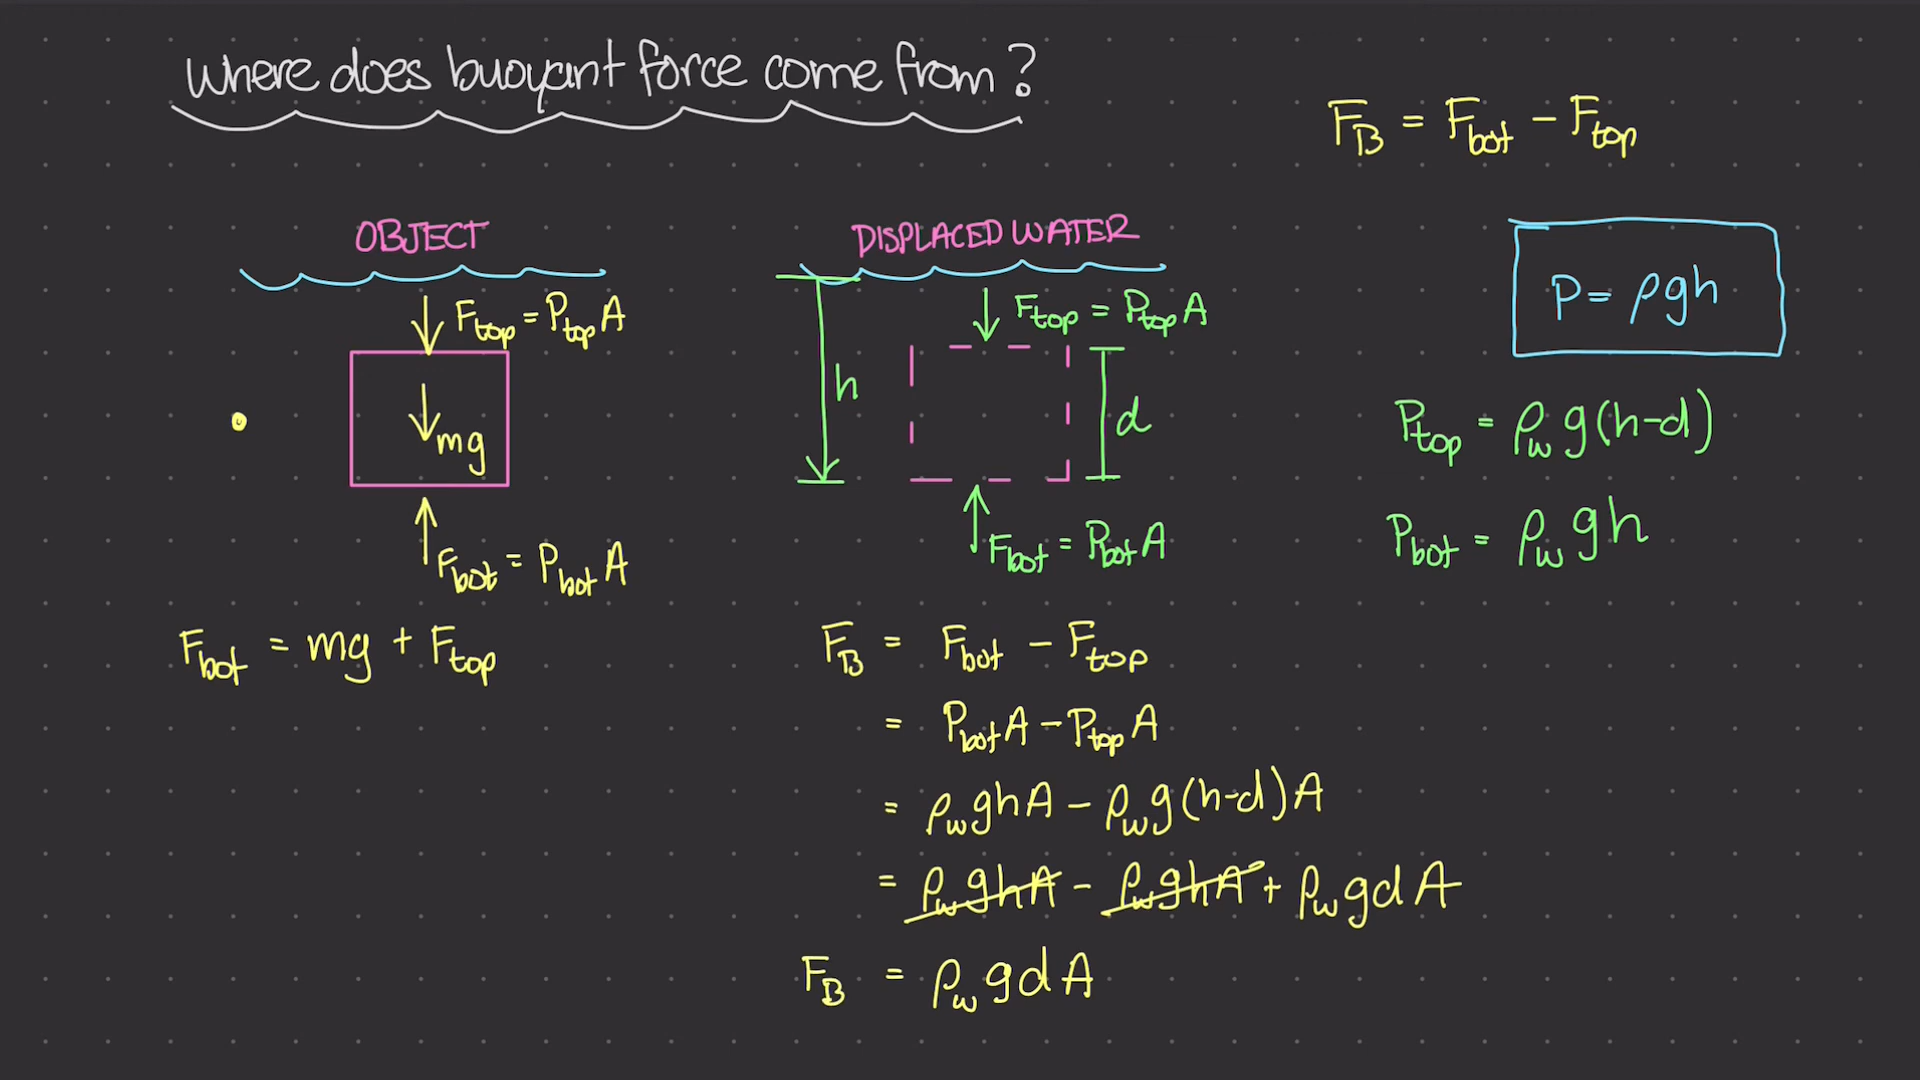 Where does buoyant force come from?
F_B = F_bot - F_top
OBJECT
F_top = P_top A
mg
F_bot = P_bot A
F_bot = mg + F_top
DISPLACED WATER
F_top = P_top A
h
d
F_bot = P_bot A
P = ρgh
P_top = ρ_w g(h-d)
P_bot = ρ_w gh
F_B = F_bot - F_top
= P_bot A - P_top A
= ρ_w ghA - ρ_w g(h-d)A
= ρ_w ghA - ρ_w ghA + ρ_w gdA
F_B = ρ_w gdA